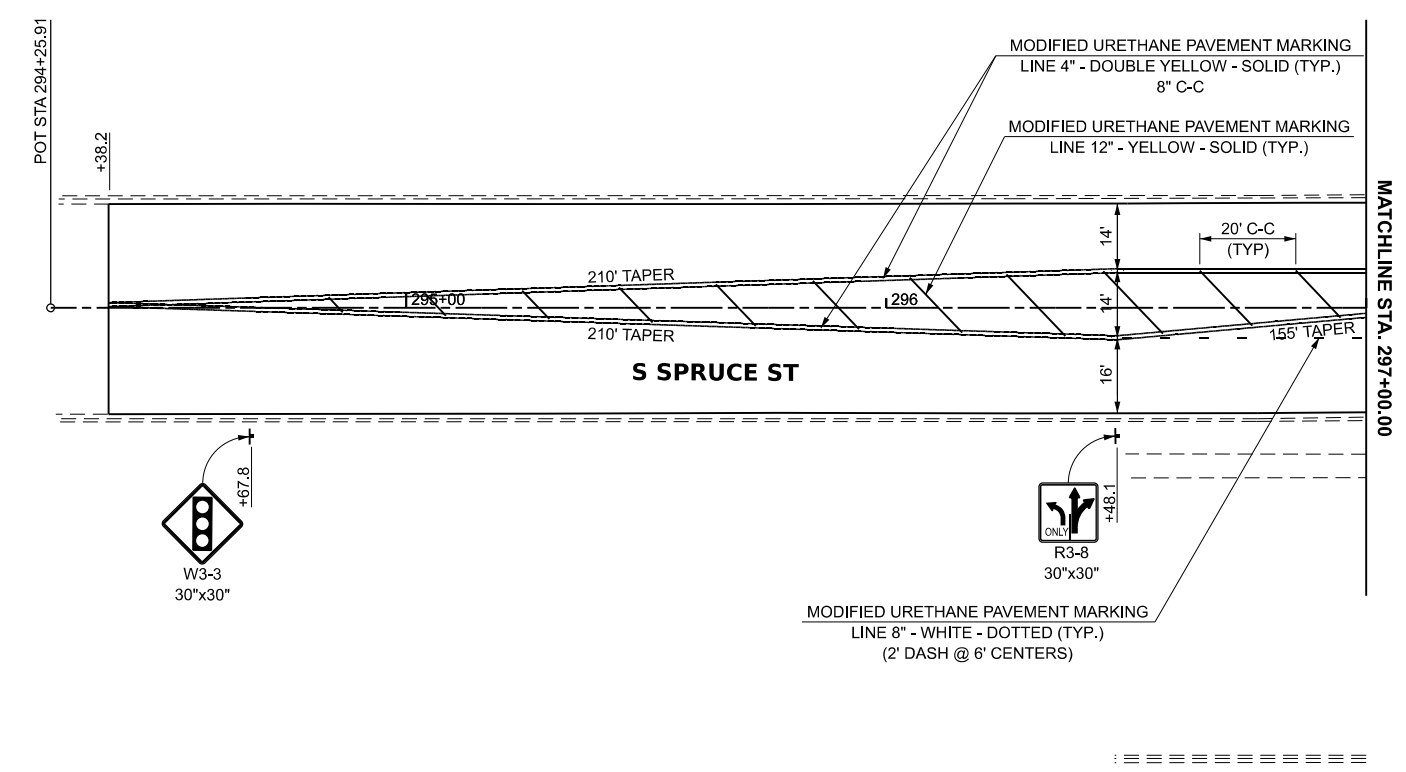 POT STA 294+25.91
+38.2
MODIFIED URETHANE PAVEMENT MARKING
LINE 4" - DOUBLE YELLOW - SOLID (TYP.)
8" C-C
MODIFIED URETHANE PAVEMENT MARKING
LINE 12" - YELLOW - SOLID (TYP.)
MATCHLINE STA. 297+00.00
14'
20' C-C
(TYP)
210' TAPER
295+00
296
14'
210' TAPER
155' TAPER
S SPRUCE ST
16'
+67.8
W3-3
30"x30"
ONLY
+48.1
R3-8
30"x30"
MODIFIED URETHANE PAVEMENT MARKING
LINE 8" - WHITE - DOTTED (TYP.)
(2' DASH @ 6' CENTERS)